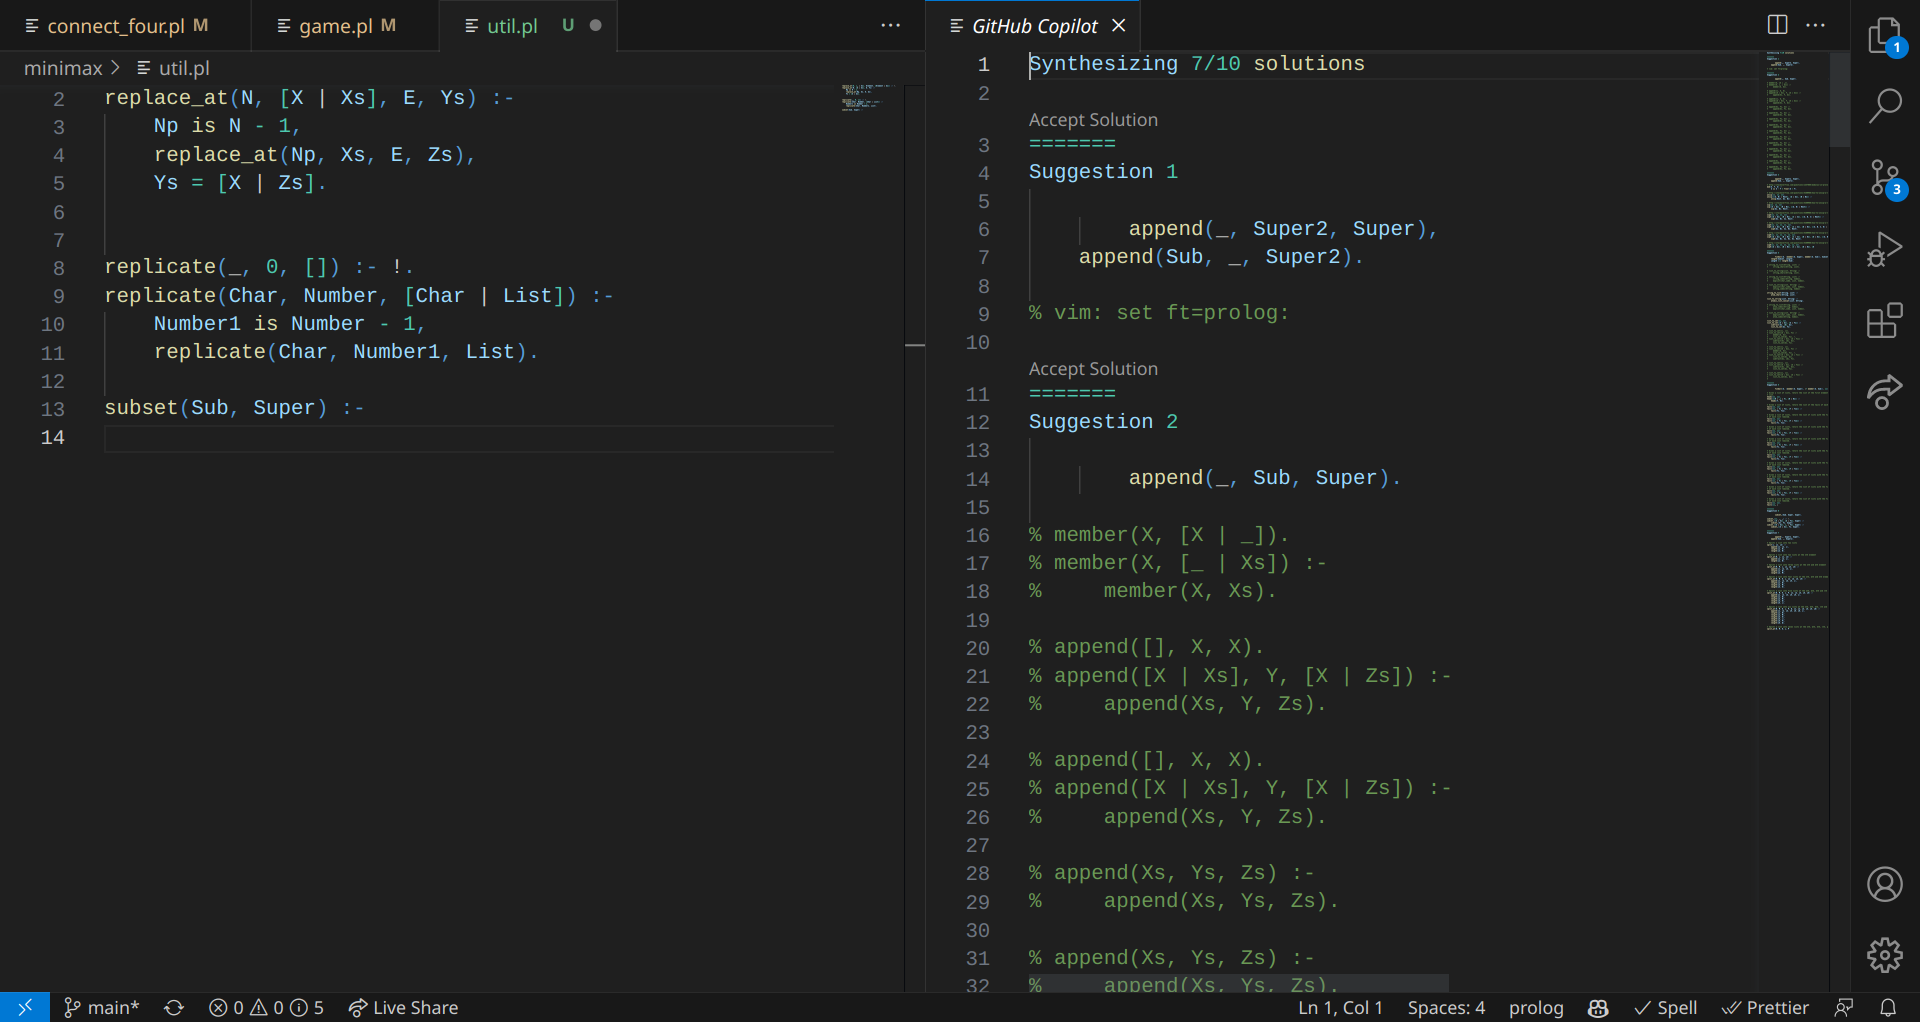 connect_four.pl M
game.pl M
util.pl U
GitHub Copilot
minimax > util.pl
2 replace_at(N, [X | Xs], E, Ys) :-
3 Np is N - 1,
4 replace_at(Np, Xs, E, Zs),
5 Ys = [X | Zs].
6
7
8 replicate(_, 0, []) :- !.
9 replicate(Char, Number, [Char | List]) :-
10 Number1 is Number - 1,
11 replicate(Char, Number1, List).
12
13 subset(Sub, Super) :-
14
1 Synthesizing 7/10 solutions
2
Accept Solution
3 =======
4 Suggestion 1
5
6 append(_, Super2, Super),
7 append(Sub, _, Super2).
8
9 % vim: set ft=prolog:
10
Accept Solution
11 =======
12 Suggestion 2
13
14 append(_, Sub, Super).
15
16 % member(X, [X | _]).
17 % member(X, [_ | Xs]) :-
18 % member(X, Xs).
19
20 % append([], X, X).
21 % append([X | Xs], Y, [X | Zs]) :-
22 % append(Xs, Y, Zs).
23
24 % append([], X, X).
25 % append([X | Xs], Y, [X | Zs]) :-
26 % append(Xs, Y, Zs).
27
28 % append(Xs, Ys, Zs) :-
29 % append(Xs, Ys, Zs).
30
31 % append(Xs, Ys, Zs) :-
32 % append(Xs, Ys, Zs).
1
3
main* 0 0 5 Live Share
Ln 1, Col 1 Spaces: 4 prolog Spell Prettier